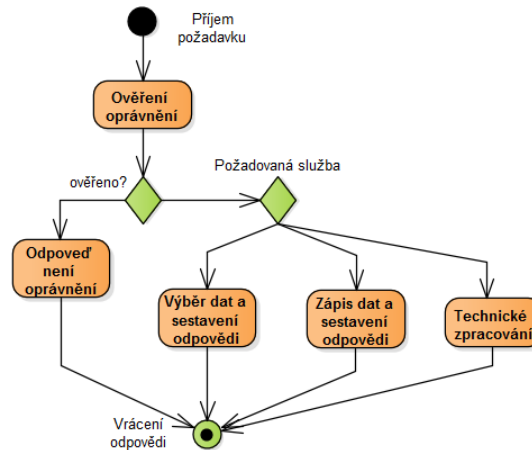 Příjem
požadavku
Ověření
oprávnění
Požadovaná služba
ověřeno?
Odpoveď
není
oprávnění
Výběr dat a
sestavení
odpovědi
Zápis dat a
sestavení
odpovědi
Technické
zpracování
Vrácení
odpovědi